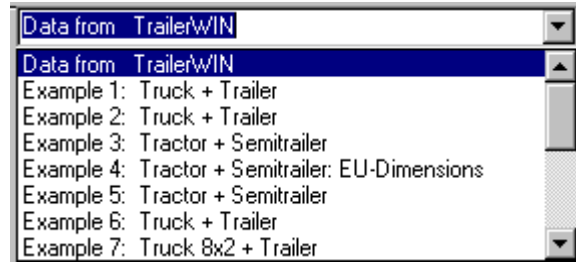 Data from TrailerWIN
Data from TrailerWIN
Example 1: Truck + Trailer
Example 2: Truck + Trailer
Example 3: Tractor + Semitrailer
Example 4: Tractor + Semitrailer: EU-Dimensions
Example 5: Tractor + Semitrailer
Example 6: Truck + Trailer
Example 7: Truck 8x2 + Trailer